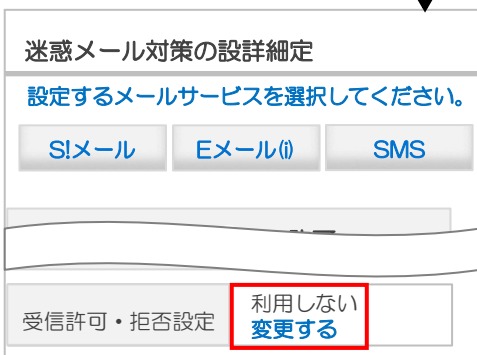 迷惑メール対策の設詳細定
設定するメールサービスを選択してください。
S!メール Eメール(i) SMS
受信許可・拒否設定 利用しない
変更する